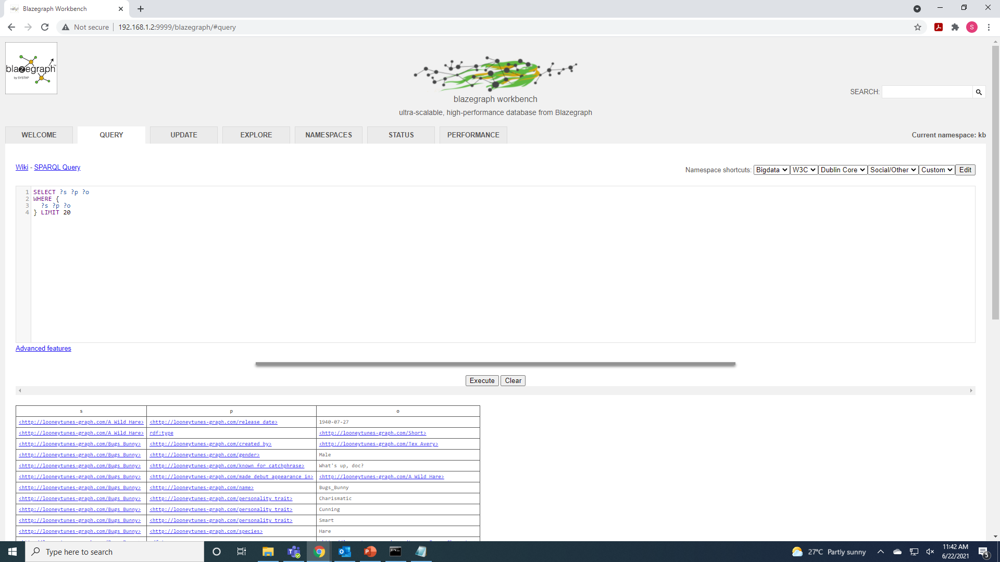 Blazegraph Workbench
Not secure
192.168.1.2:9999/blazegraph/#query
S
blazegraph
by SYSTAP
blazegraph workbench
ultra-scalable, high-performance database from Blazegraph
SEARCH:
WELCOME QUERY UPDATE EXPLORE NAMESPACES STATUS PERFORMANCE
Current namespace: kb
Wiki - SPARQL Query
Namespace shortcuts: Bigdata W3C Dublin Core Social/Other Custom Edit
1 SELECT ?s ?p ?o
2 WHERE {
3 ?s ?p ?o
4 } LIMIT 20
Advanced features
Execute Clear
s p o
<http://looneytunes-graph.com/A_Wild_Hare> <http://looneytunes-graph.com/release_date> 1940-07-27
<http://looneytunes-graph.com/A_Wild_Hare> rdf:type <http://looneytunes-graph.com/Short>
<http://looneytunes-graph.com/Bugs_Bunny> <http://looneytunes-graph.com/created_by> <http://looneytunes-graph.com/Tex_Avery>
<http://looneytunes-graph.com/Bugs_Bunny> <http://looneytunes-graph.com/gender> Male
<http://looneytunes-graph.com/Bugs_Bunny> <http://looneytunes-graph.com/known_for_catchphrase> What's up, doc?
<http://looneytunes-graph.com/Bugs_Bunny> <http://looneytunes-graph.com/made_debut_appearance_in> <http://looneytunes-graph.com/A_Wild_Hare>
<http://looneytunes-graph.com/Bugs_Bunny> <http://looneytunes-graph.com/name> Bugs_Bunny
<http://looneytunes-graph.com/Bugs_Bunny> <http://looneytunes-graph.com/personality_trait> Charismatic
<http://looneytunes-graph.com/Bugs_Bunny> <http://looneytunes-graph.com/personality_trait> Cunning
<http://looneytunes-graph.com/Bugs_Bunny> <http://looneytunes-graph.com/personality_trait> Smart
<http://looneytunes-graph.com/Bugs_Bunny> <http://looneytunes-graph.com/species> Hare
Type here to search
27°C Partly sunny
11:42 AM
6/22/2021
5